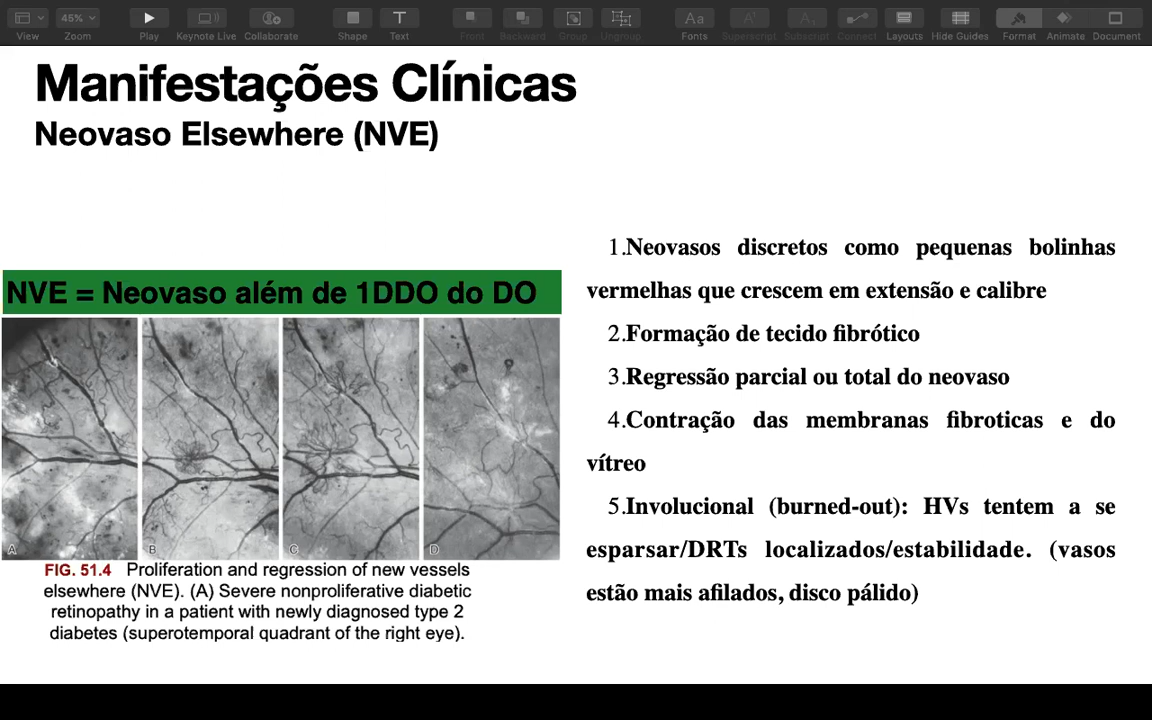 45%
View
Zoom
Play
Keynote Live
Collaborate
Shape
Text
Front
Backward
Group
Ungroup
Fonts
Superscript
Subscript
Connect
Layouts
Hide Guides
Format
Animate
Document
Manifestações Clínicas
Neovaso Elsewhere (NVE)
NVE = Neovaso além de 1DDO do DO
A
B
C
D
FIG. 51.4 Proliferation and regression of new vessels
elsewhere (NVE). (A) Severe nonproliferative diabetic
retinopathy in a patient with newly diagnosed type 2
diabetes (superotemporal quadrant of the right eye).
1.Neovasos discretos como pequenas bolinhas
vermelhas que crescem em extensão e calibre
2.Formação de tecido fibrótico
3.Regressão parcial ou total do neovaso
4.Contração das membranas fibroticas e do
vítreo
5.Involucional (burned-out): HVs tentem a se
esparsar/DRTs localizados/estabilidade. (vasos
estão mais afilados, disco pálido)